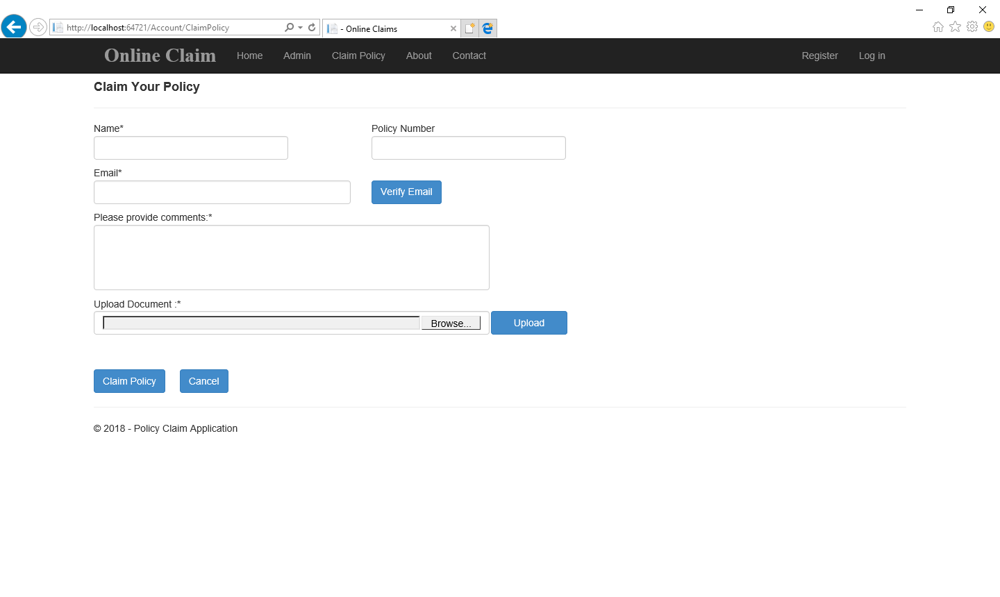 http://localhost:64721/Account/ClaimPolicy
- Online Claims
Online Claim Home Admin Claim Policy About Contact Register Log in
Claim Your Policy
Name* Policy Number
Email*
Verify Email
Please provide comments:*
Upload Document :*
Browse... Upload
Claim Policy Cancel
© 2018 - Policy Claim Application